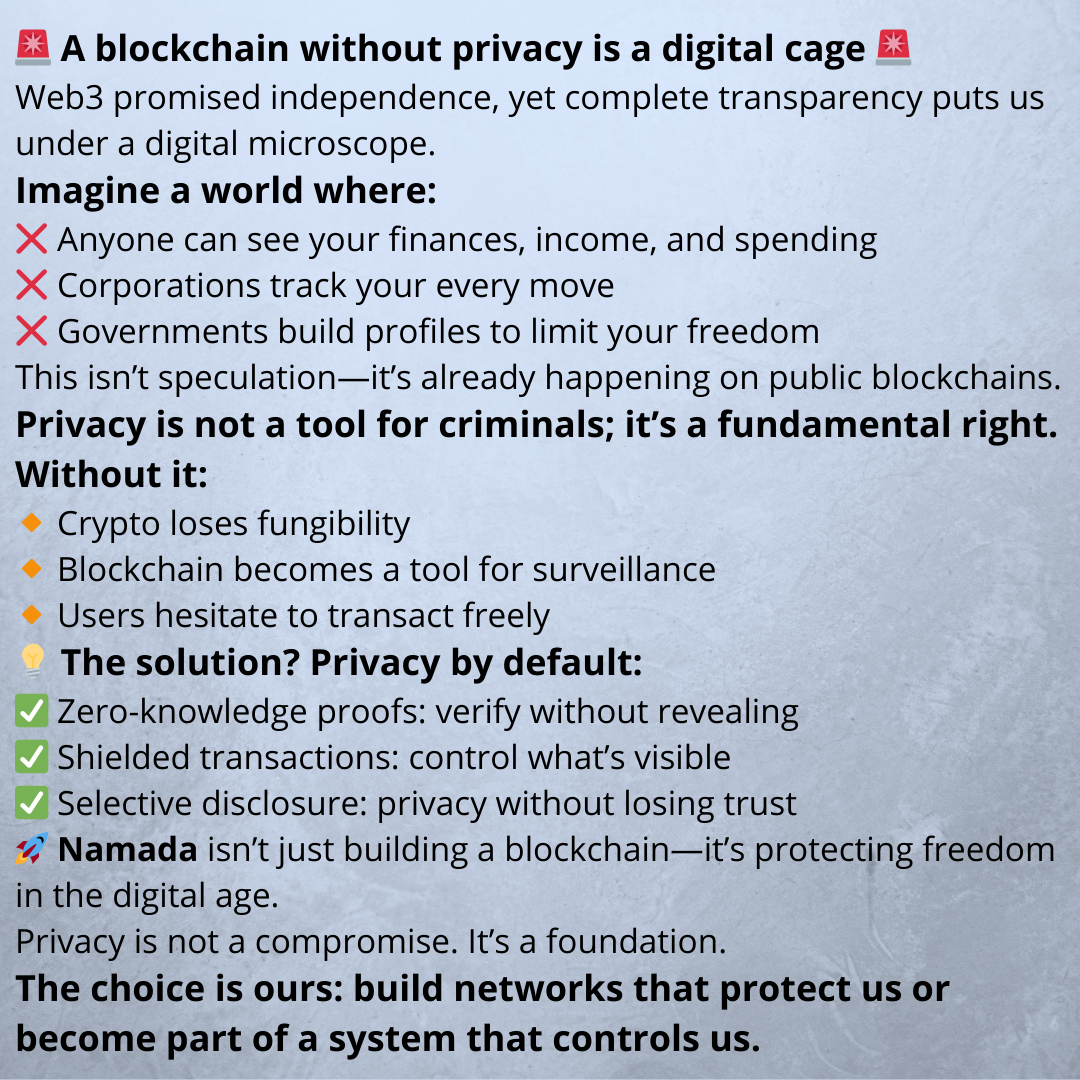 🚨 A blockchain without privacy is a digital cage 🚨
Web3 promised independence, yet complete transparency puts us
under a digital microscope.
Imagine a world where:
❌ Anyone can see your finances, income, and spending
❌ Corporations track your every move
❌ Governments build profiles to limit your freedom
This isn’t speculation—it’s already happening on public blockchains.
Privacy is not a tool for criminals; it’s a fundamental right.
Without it:
🔸 Crypto loses fungibility
🔸 Blockchain becomes a tool for surveillance
🔸 Users hesitate to transact freely
💡 The solution? Privacy by default:
✅ Zero-knowledge proofs: verify without revealing
✅ Shielded transactions: control what’s visible
✅ Selective disclosure: privacy without losing trust
🚀 Namada isn’t just building a blockchain—it’s protecting freedom
in the digital age.
Privacy is not a compromise. It’s a foundation.
The choice is ours: build networks that protect us or
become part of a system that controls us.